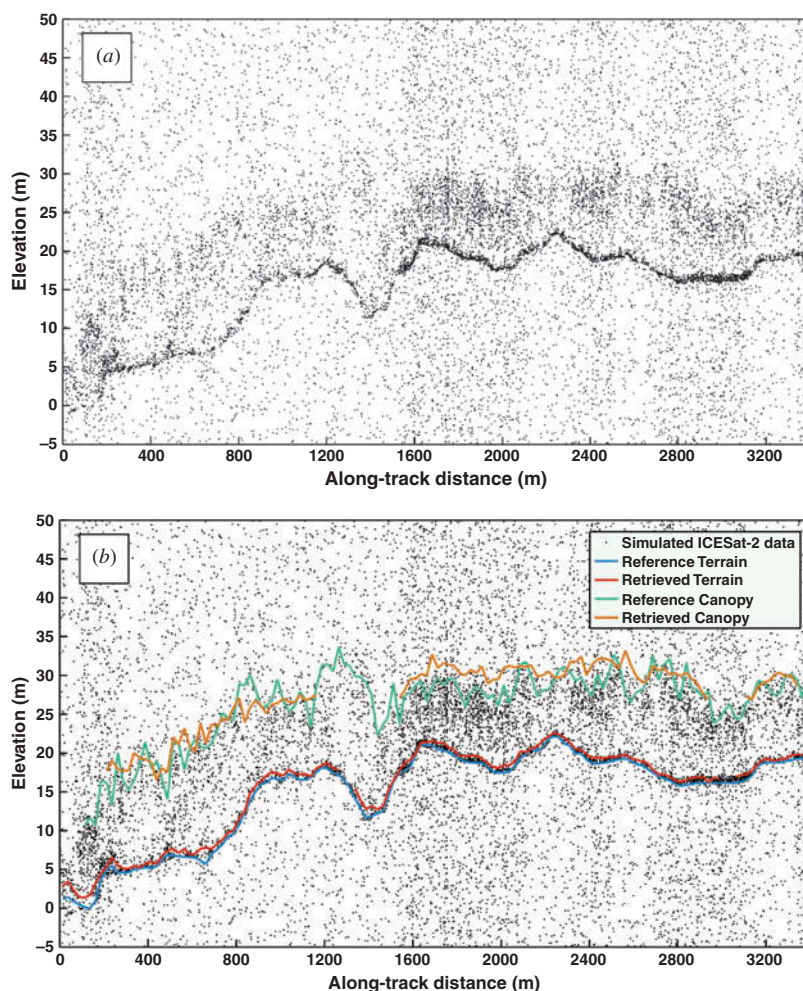 (a)
50
45
40
35
30
25
20
15
10
5
0
−5
Elevation (m)
0 400 800 1200 1600 2000 2400 2800 3200
Along-track distance (m)
(b)
50
45
40
35
30
25
20
15
10
5
0
−5
Elevation (m)
Simulated ICESat-2 data
Reference Terrain
Retrieved Terrain
Reference Canopy
Retrieved Canopy
0 400 800 1200 1600 2000 2400 2800 3200
Along-track distance (m)